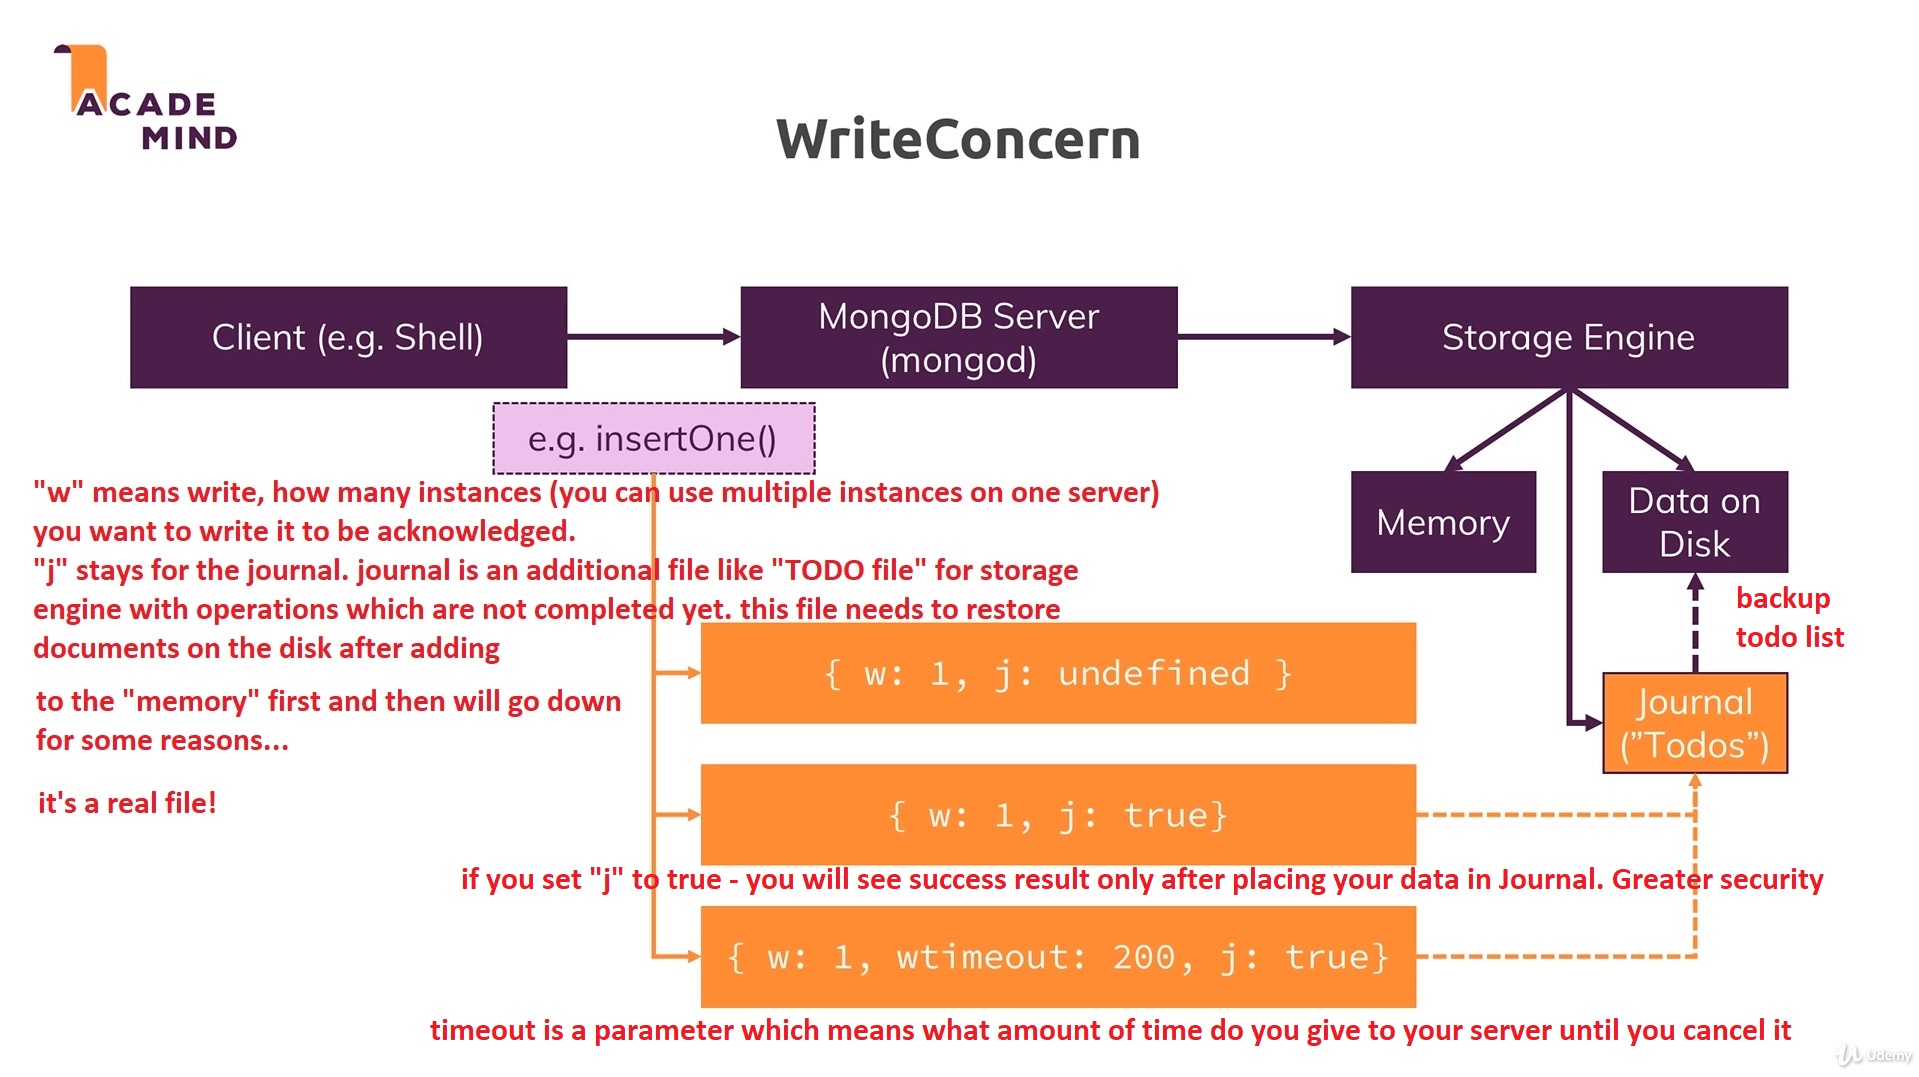 ACADE
MIND
WriteConcern
Client (e.g. Shell)
MongoDB Server
(mongod)
Storage Engine
e.g. insertOne()
"w" means write, how many instances (you can use multiple instances on one server)
you want to write it to be acknowledged.
"j" stays for the journal. journal is an additional file like "TODO file" for storage
engine with operations which are not completed yet. this file needs to restore
documents on the disk after adding
to the "memory" first and then will go down
for some reasons...
it's a real file!
Memory
Data on
Disk
backup
todo list
Journal
("Todos")
{ w: 1, j: undefined }
{ w: 1, j: true}
if you set "j" to true - you will see success result only after placing your data in Journal. Greater security
{ w: 1, wtimeout: 200, j: true}
timeout is a parameter which means what amount of time do you give to your server until you cancel it
Udemy